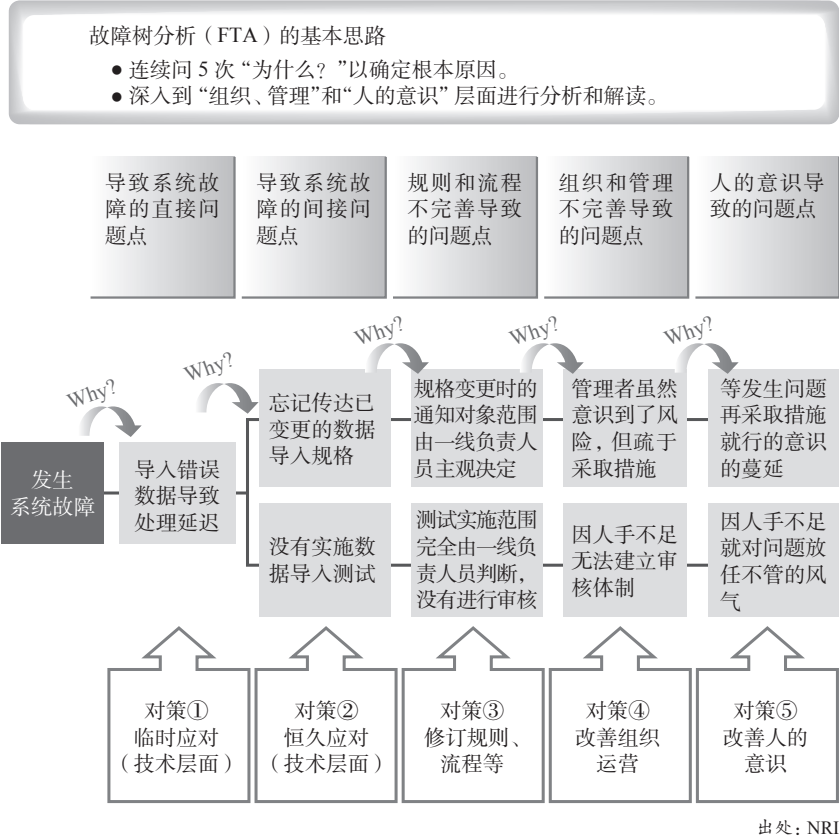 故障树分析（FTA）的基本思路
● 连续问 5 次“为什么？”以确定根本原因。
● 深入到“组织、管理”和“人的意识”层面进行分析和解读。
导致系统故
障的直接问
题点
导致系统故
障的间接问
题点
规则和流程
不完善导致
的问题点
组织和管理
不完善导致
的问题点
人的意识导
致的问题点
Why?
Why?
Why?
Why?
Why?
发生
系统故障
导入错误
数据导致
处理延迟
忘记传达已
变更的数据
导入规格
规格变更时的
通知对象范围
由一线负责人
员主观决定
管理者虽然
意识到了风
险，但疏于
采取措施
等发生问题
再采取措施
就行的意识
的蔓延
没有实施数
据导入测试
测试实施范围
完全由一线负
责人员判断，
没有进行审核
因人手不足
无法建立审
核体制
因人手不足
就对问题放
任不管的风
气
对策①
临时应对
（技术层面）
对策②
恒久应对
（技术层面）
对策③
修订规则、
流程等
对策④
改善组织
运营
对策⑤
改善人的
意识
出处：NRI